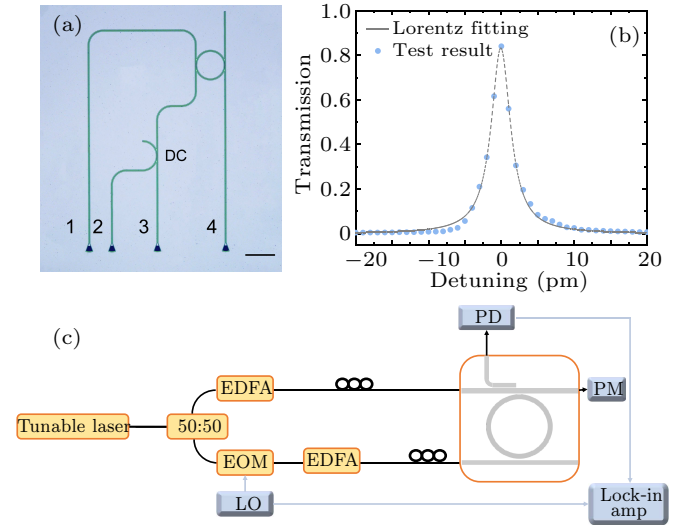 (a)
DC
1 2 3 4
(b)
Lorentz fitting
Test result
Transmission
1.0
0.8
0.6
0.4
0.2
0
−20 −10 0 10 20
Detuning (pm)
(c)
PD
EDFA
PM
Tunable laser
50:50
EOM
EDFA
LO
Lock-in
amp